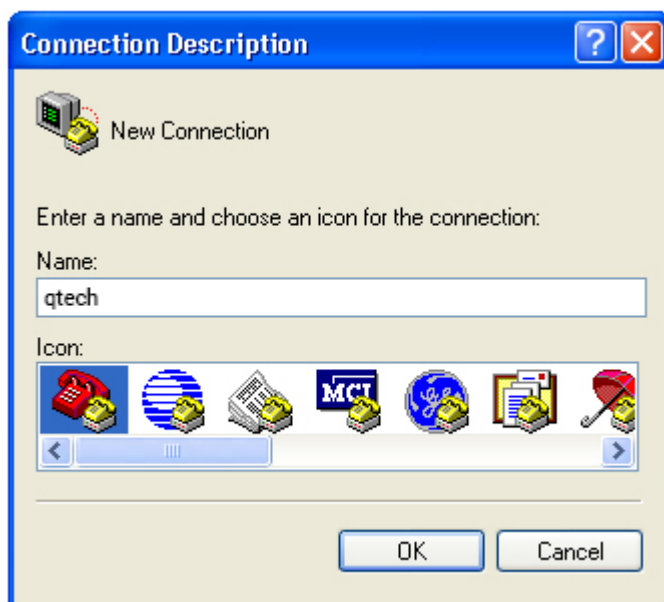 Connection Description
New Connection
Enter a name and choose an icon for the connection:
Name:
qtech
Icon:
MCI
OK
Cancel